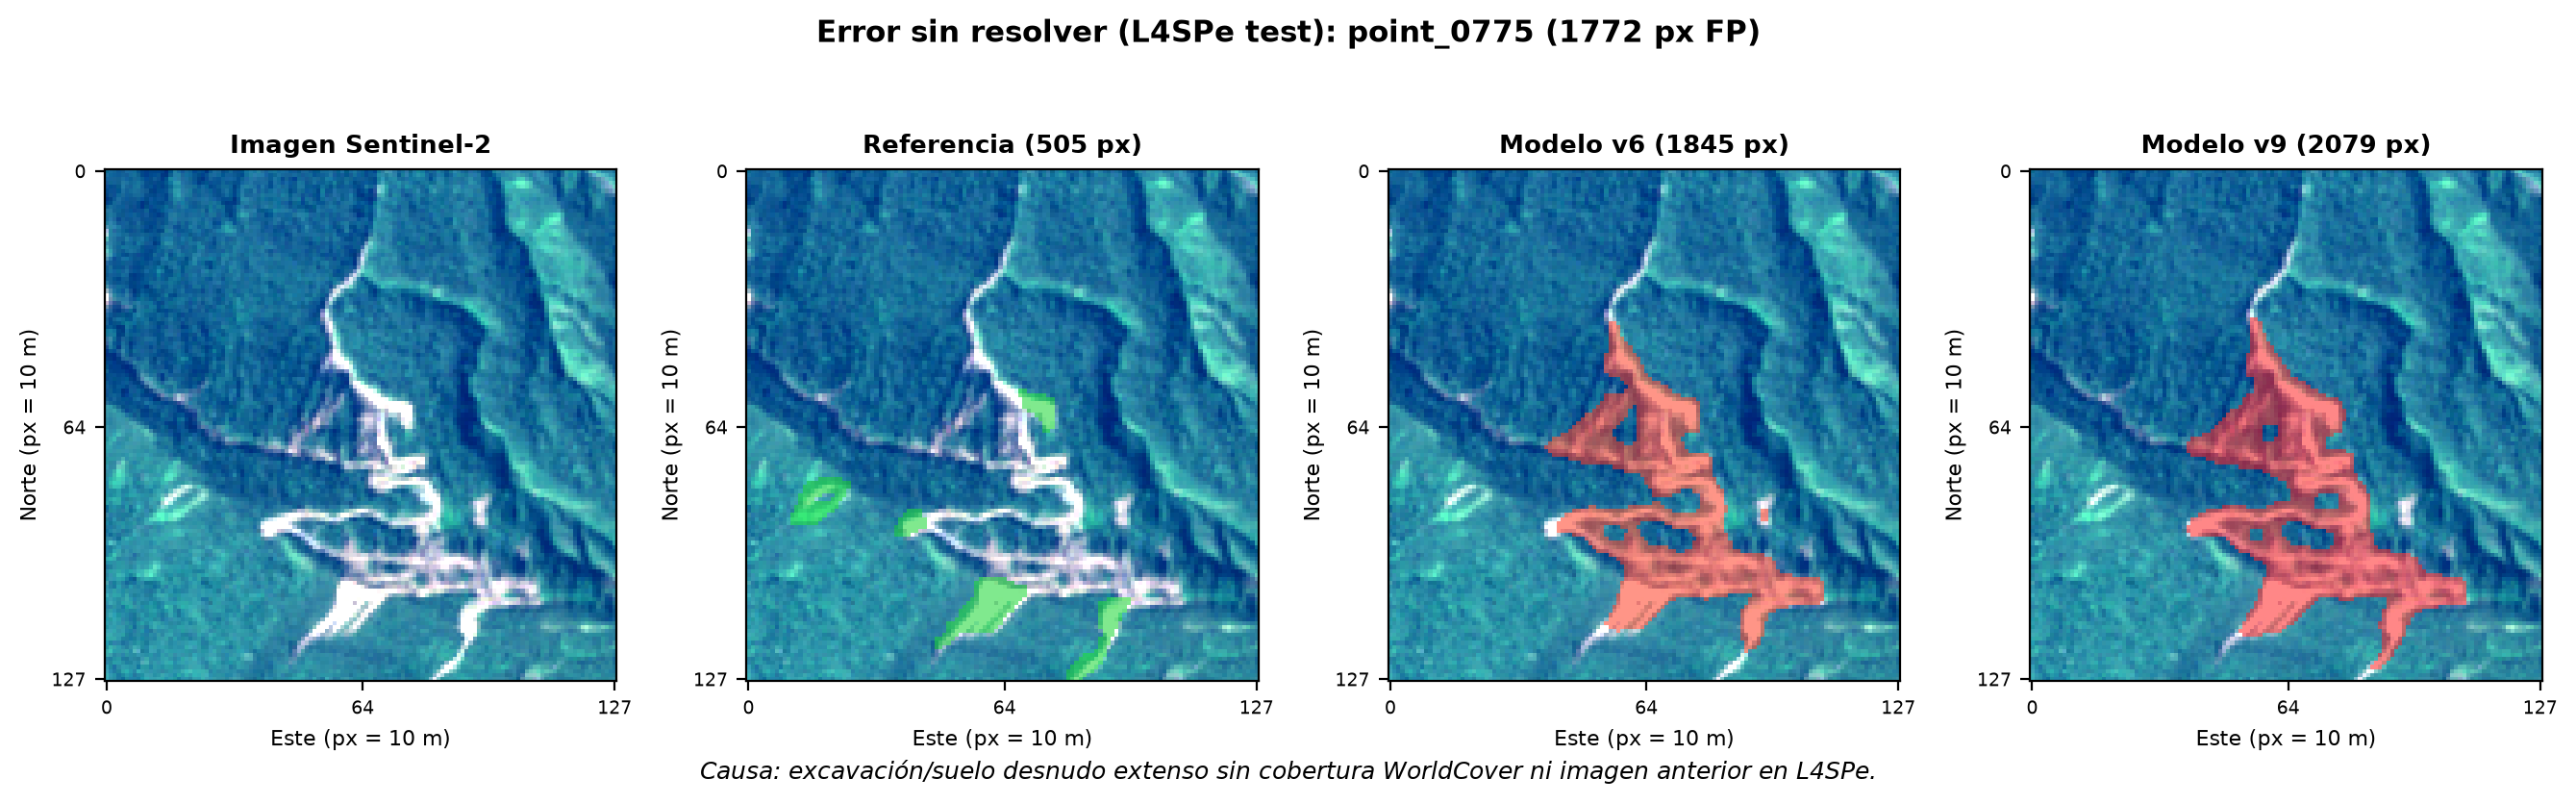 Error sin resolver (L4SPe test): point_0775 (1772 px FP)
Imagen Sentinel-2
Referencia (505 px)
Modelo v6 (1845 px)
Modelo v9 (2079 px)
0
64
127
Norte (px = 10 m)
0
64
127
Este (px = 10 m)
0
64
127
Norte (px = 10 m)
0
64
127
Este (px = 10 m)
0
64
127
Norte (px = 10 m)
0
64
127
Este (px = 10 m)
0
64
127
Norte (px = 10 m)
0
64
127
Este (px = 10 m)
Causa: excavación/suelo desnudo extenso sin cobertura WorldCover ni imagen anterior en L4SPe.